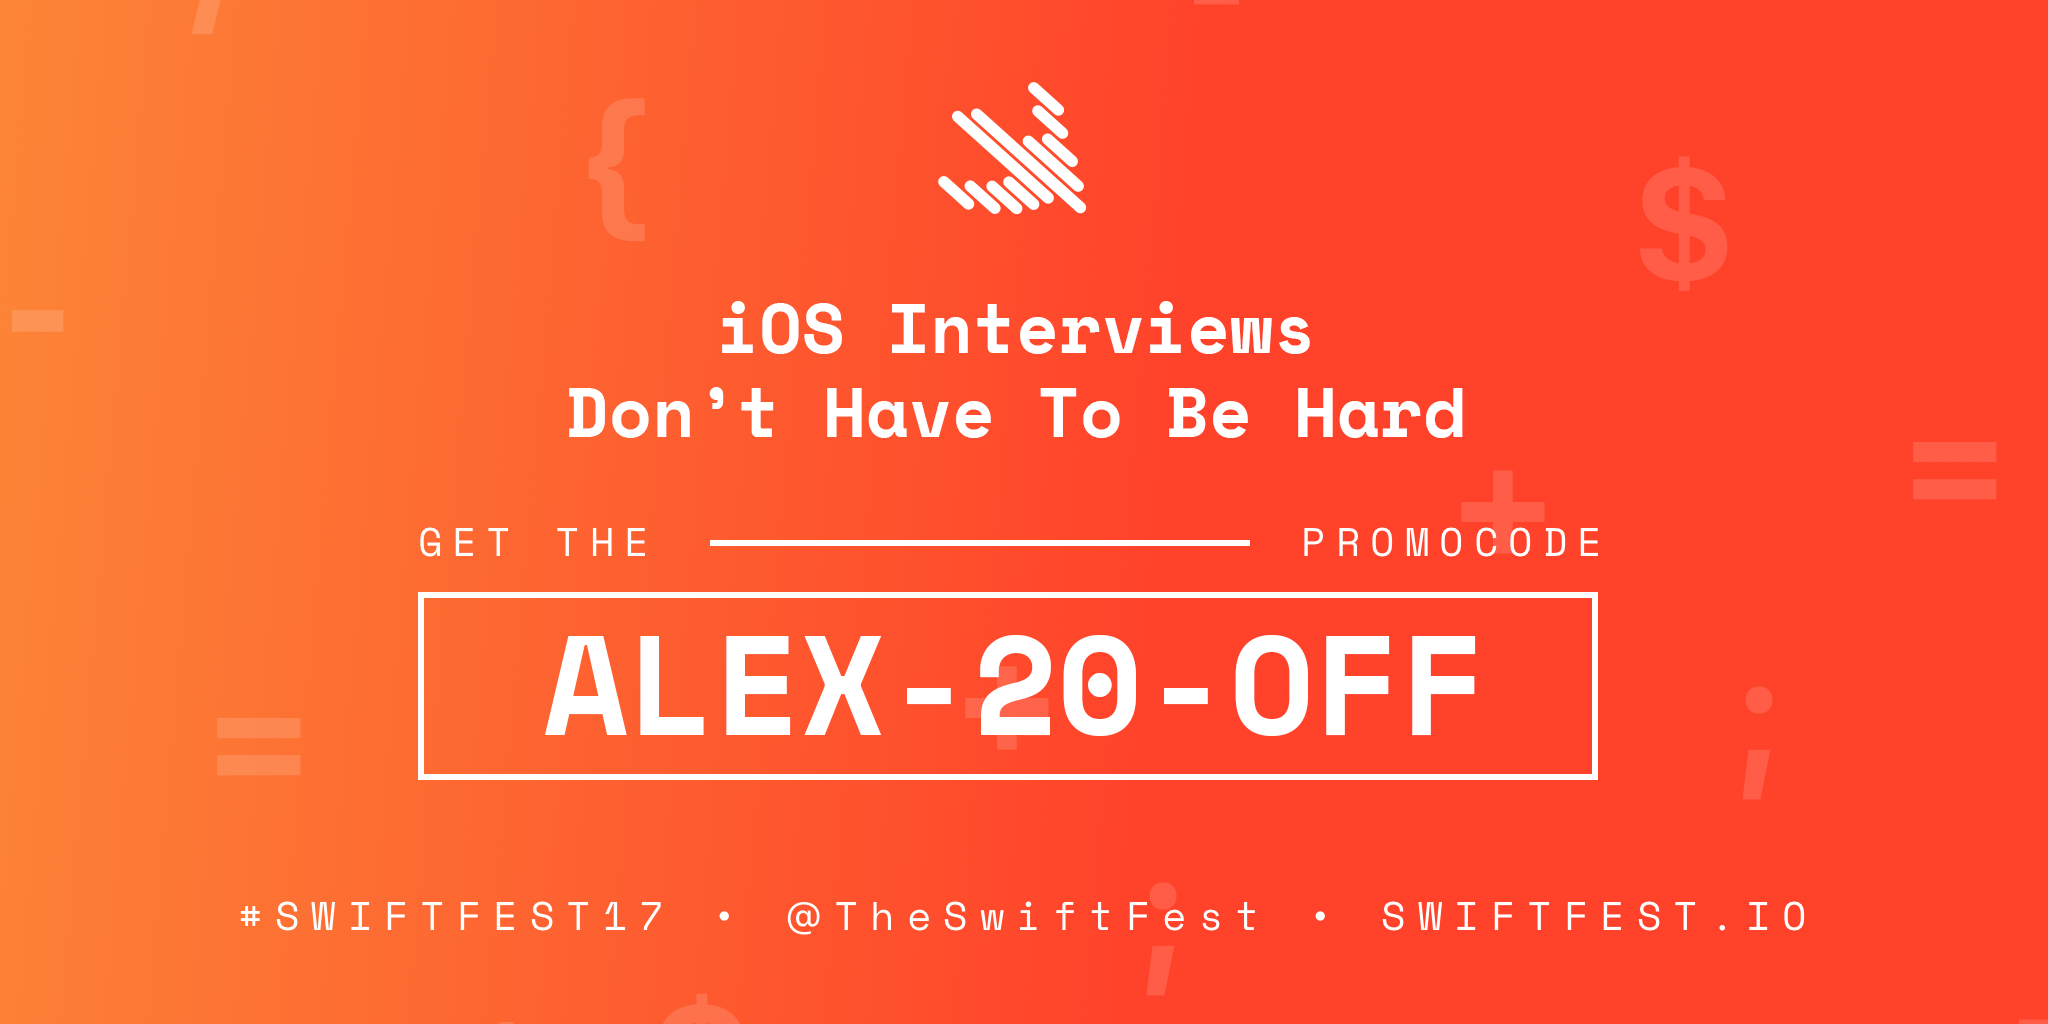 iOS Interviews
Don’t Have To Be Hard
GET THE PROMOCODE
ALEX-20-OFF
#SWIFTFEST17 • @TheSwiftFest • SWIFTFEST.IO